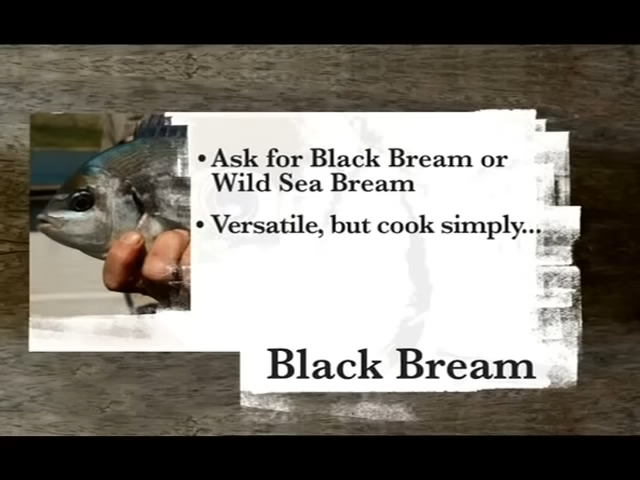 • Ask for Black Bream or
Wild Sea Bream
• Versatile, but cook simply...
Black Bream